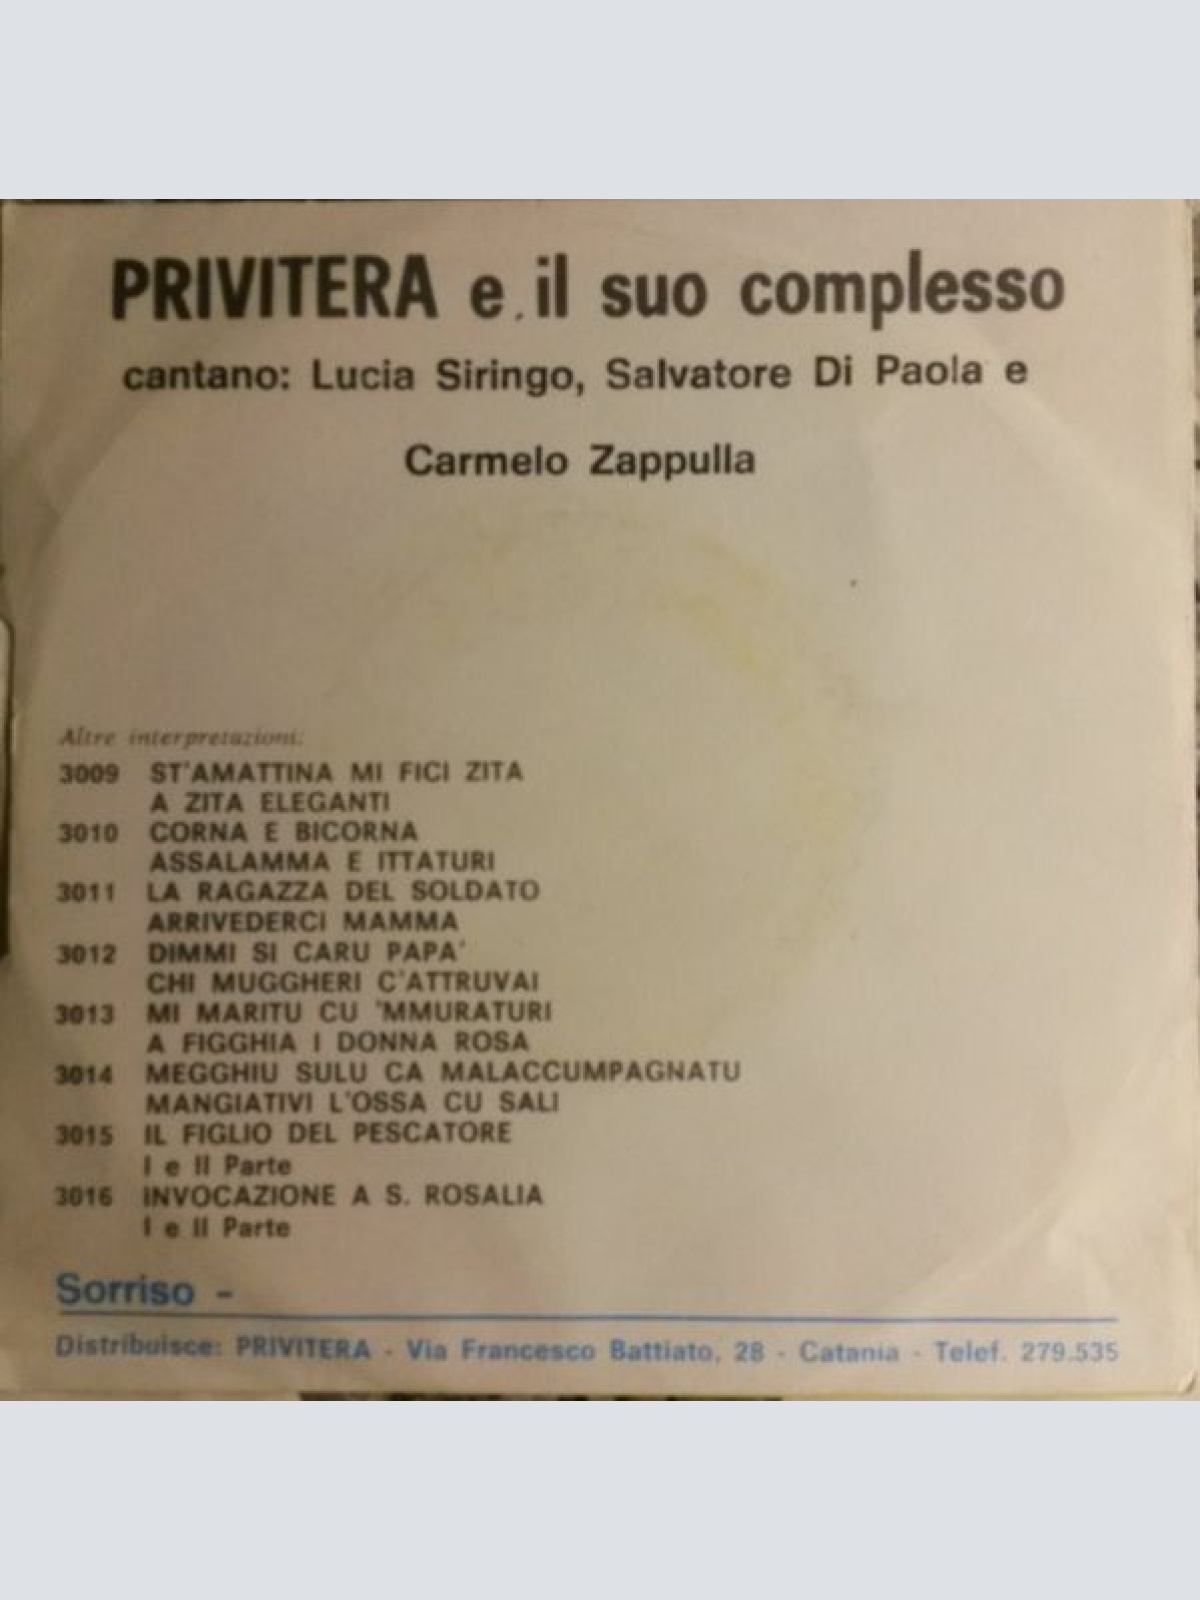 PRIVITERA e il suo complesso
cantano: Lucia Siringo, Salvatore Di Paola e
Carmelo Zappulla
Altre interpretazioni:
3009 ST'AMATTINA MI FICI ZITA
A ZITA ELEGANTI
3010 CORNA E BICORNA
ASSALAMMA E ITTATURI
3011 LA RAGAZZA DEL SOLDATO
ARRIVEDERCI MAMMA
3012 DIMMI SI CARU PAPA'
CHI MUGGHERI C'ATTRUVAI
3013 MI MARITU CU 'MMURATURI
A FIGGHIA I DONNA ROSA
3014 MEGGHIU SULU CA MALACCUMPAGNATU
MANGIATIVI L'OSSA CU SALI
3015 IL FIGLIO DEL PESCATORE
I e II Parte
3016 INVOCAZIONE A S. ROSALIA
I e II Parte
Sorriso -
Distribuisce: PRIVITERA - Via Francesco Battiato, 28 - Catania - Telef. 279.535